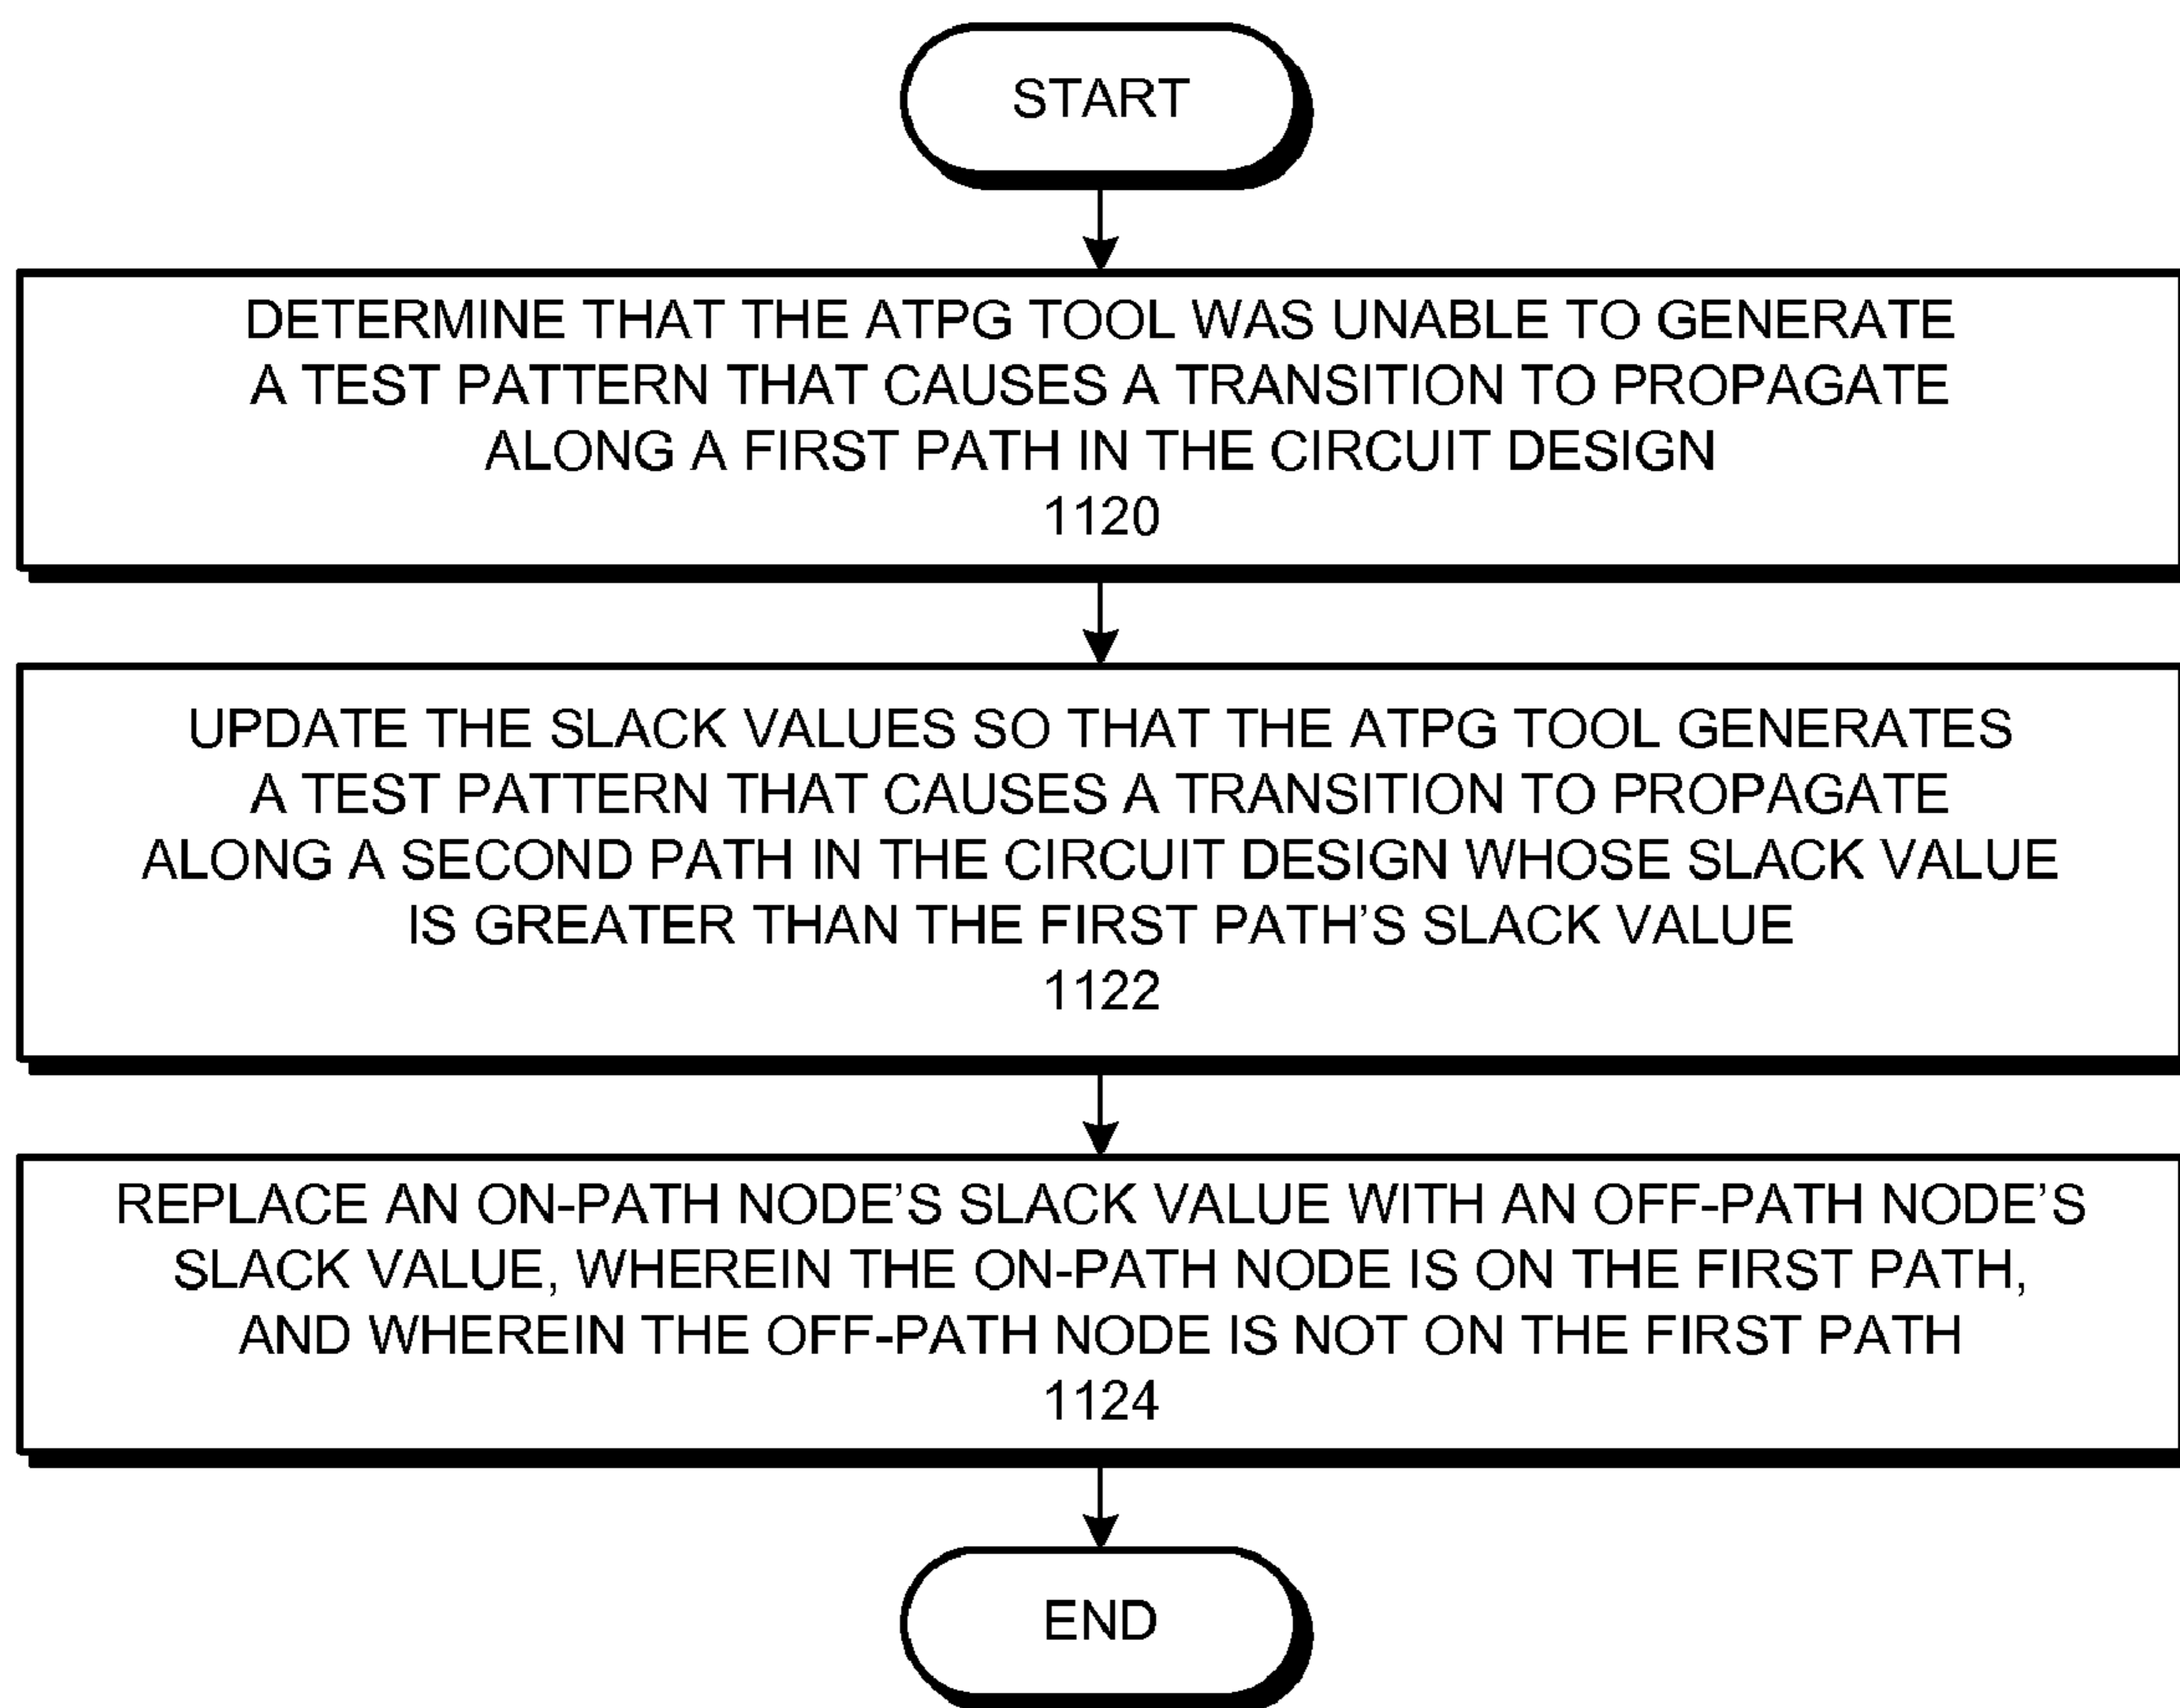 START
DETERMINE THAT THE ATPG TOOL WAS UNABLE TO GENERATE
A TEST PATTERN THAT CAUSES A TRANSITION TO PROPAGATE
ALONG A FIRST PATH IN THE CIRCUIT DESIGN
1120
UPDATE THE SLACK VALUES SO THAT THE ATPG TOOL GENERATES
A TEST PATTERN THAT CAUSES A TRANSITION TO PROPAGATE
ALONG A SECOND PATH IN THE CIRCUIT DESIGN WHOSE SLACK VALUE
IS GREATER THAN THE FIRST PATH'S SLACK VALUE
1122
REPLACE AN ON-PATH NODE'S SLACK VALUE WITH AN OFF-PATH NODE'S
SLACK VALUE, WHEREIN THE ON-PATH NODE IS ON THE FIRST PATH,
AND WHEREIN THE OFF-PATH NODE IS NOT ON THE FIRST PATH
1124
END